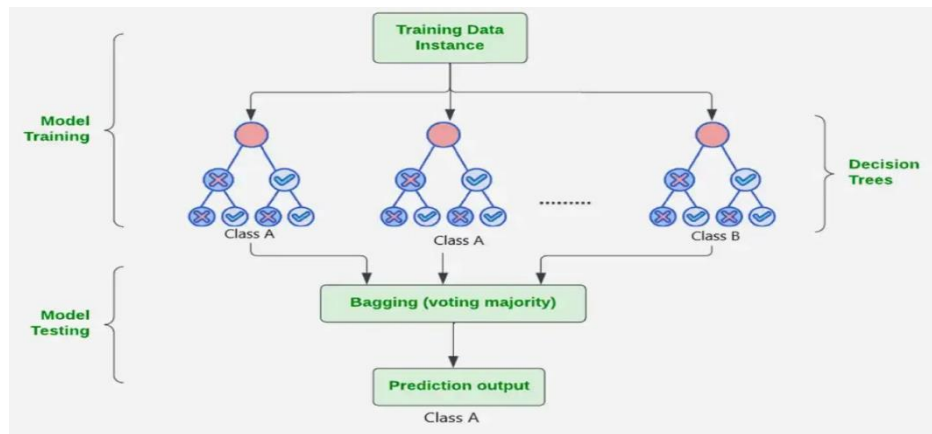 Training Data
Instance
Model
Training
Decision
Trees
Class A
Class A
Class B
Bagging (voting majority)
Model
Testing
Prediction output
Class A